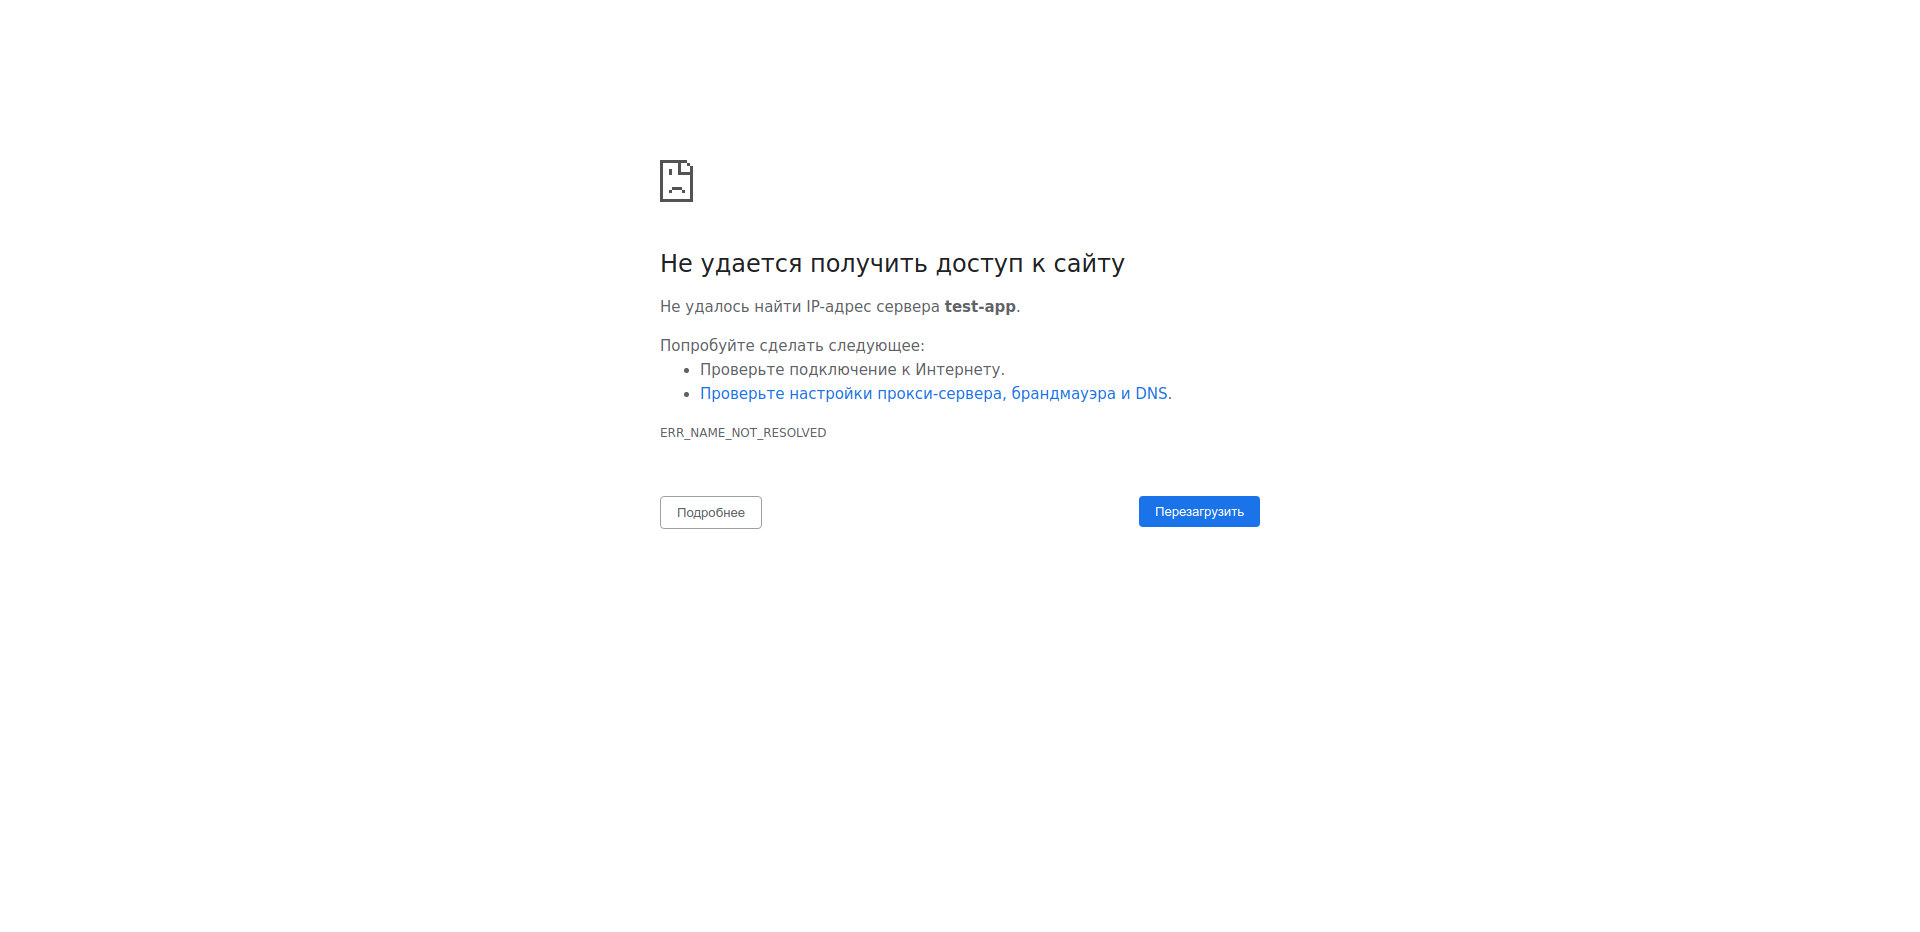 Не удается получить доступ к сайту
Не удалось найти IP-адрес сервера test-app.
Попробуйте сделать следующее:
Проверьте подключение к Интернету.
Проверьте настройки прокси-сервера, брандмауэра и DNS.
ERR_NAME_NOT_RESOLVED
Подробнее
Перезагрузить